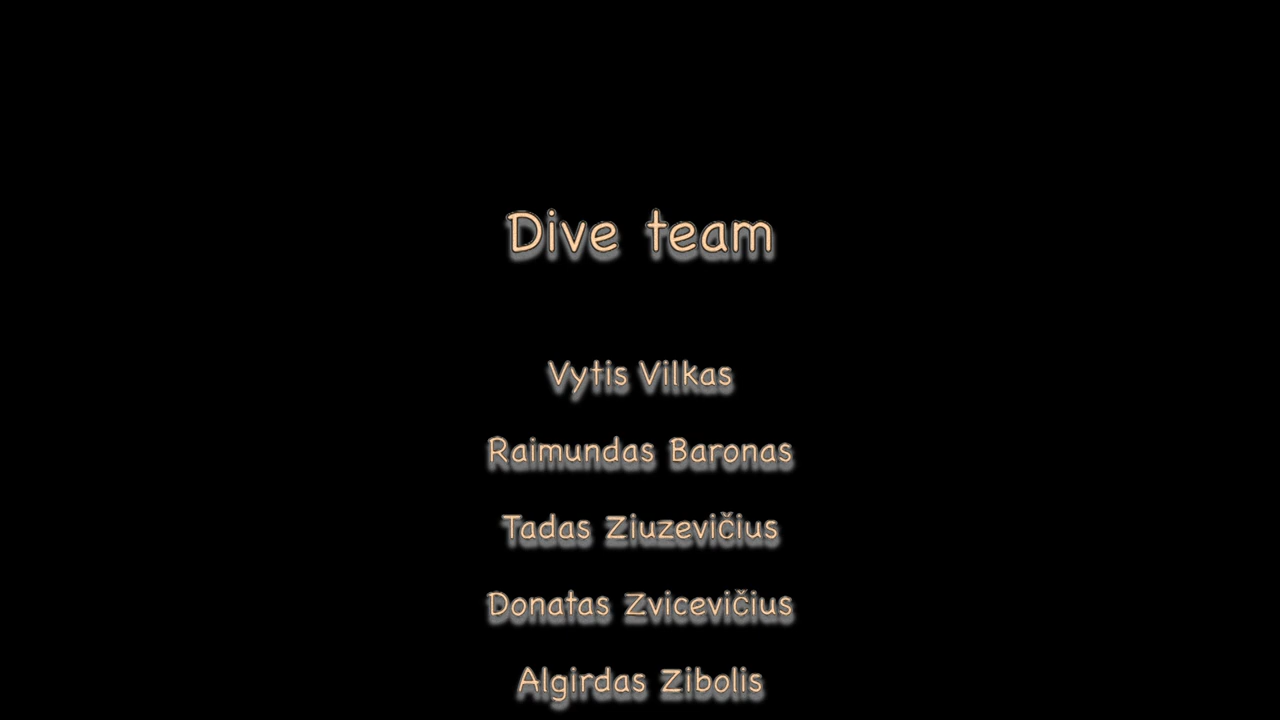 Dive team
Vytis Vilkas
Raimundas Baronas
Tadas Ziuzevičius
Donatas Zvicevičius
Algirdas Zibolis